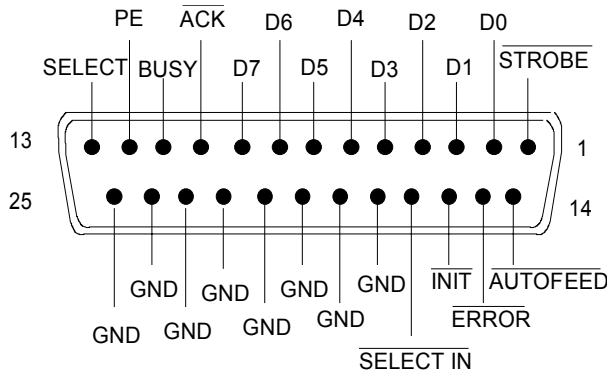 PE ACK D6 D4 D2 D0
SELECT BUSY D7 D5 D3 D1 STROBE
13 1
25 14
GND GND GND GND INIT AUTOFEED
GND GND GND GND ERROR
SELECT IN